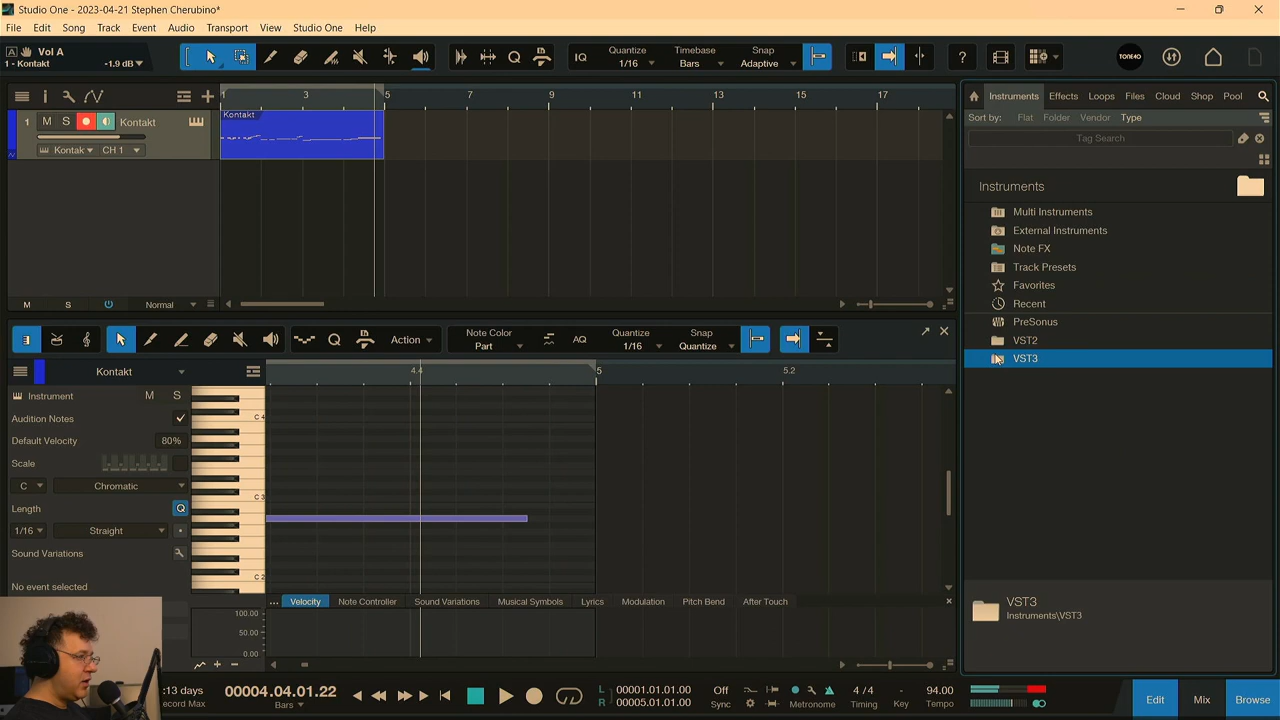 Studio One - 2023-04-21 Stephen Cherubino*
File Edit Song Track Event Audio Transport View Studio One Help
A Vol A
1 - Kontakt -1.9 dB
IQ Quantize 1/16 Timebase Bars Snap Adaptive
?
TONE40
1 3 5 7 9 11 13 15 17
1 M S Kontakt
Kontak CH 1
Kontakt
M S Normal
Action Note Color Part AQ Quantize 1/16 Snap Quantize
Kontakt
4.4 5 5.2
Instrument M S
Audition Notes
Default Velocity 80%
Scale
C Chromatic
Length Q
1/16 Straight
Sound Variations
No event selected
C 4
C 3
C 2
... Velocity Note Controller Sound Variations Musical Symbols Lyrics Modulation Pitch Bend After Touch
100.00
50.00
0.00
Instruments Effects Loops Files Cloud Shop Pool
Sort by: Flat Folder Vendor Type
Tag Search
Instruments
Multi Instruments
External Instruments
Note FX
Track Presets
Favorites
Recent
PreSonus
VST2
VST3
VST3
Instruments\VST3
:13 days
Record Max
00004.04.01.22
Bars
L 00001.01.01.00
R 00005.01.01.00
Off
Sync
Metronome
4 / 4
Timing
-
Key
94.00
Tempo
Edit Mix Browse